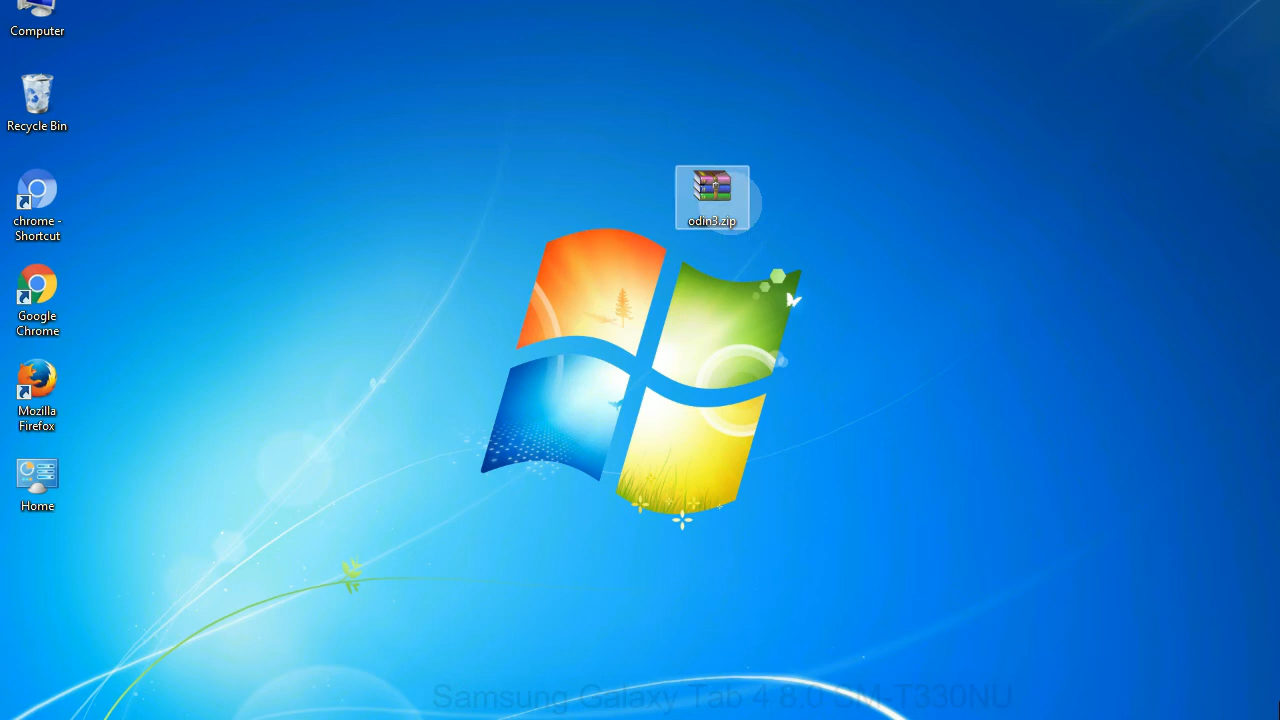 Computer
Recycle Bin
chrome -
Shortcut
Google
Chrome
Mozilla
Firefox
Home
odin3.zip
Samsung Galaxy Tab 4 8.0 SM-T330NU